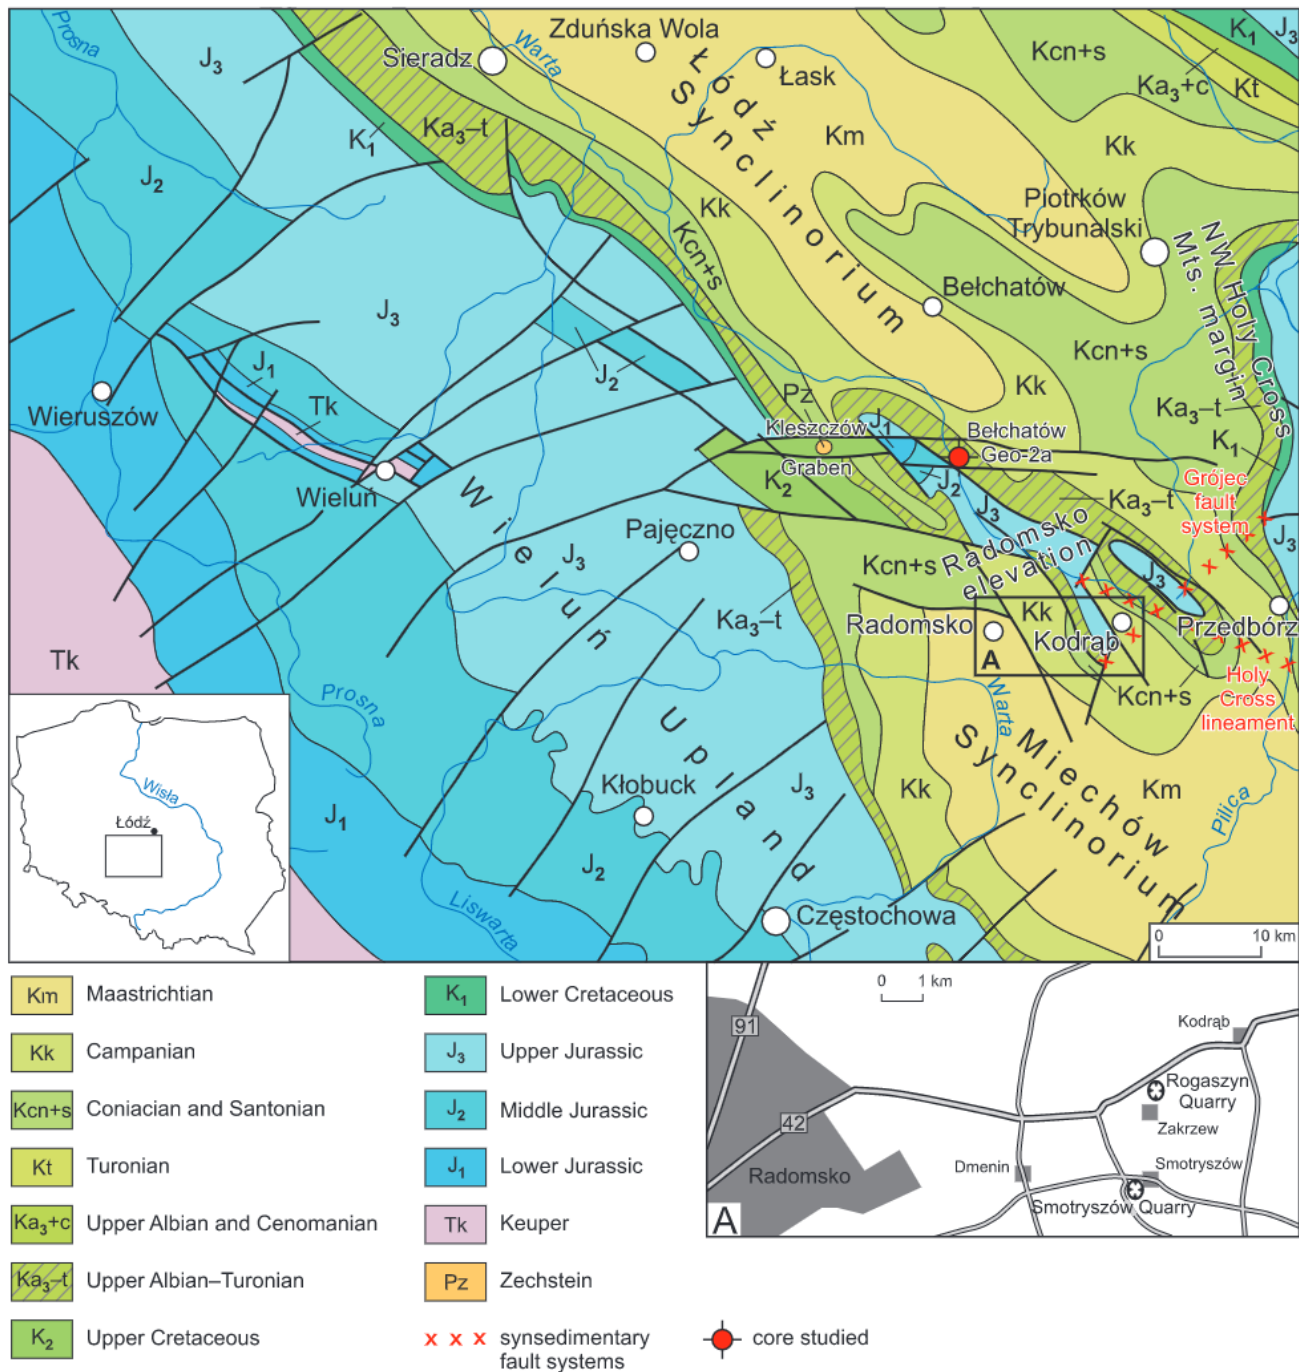 Prosna
J₃
Sieradz
Warta
Zduńska Wola
Łask
Łódź
Synclinorium
Km
Kcn+s
K₁
J₃
Ka₃+c
Kt
Kk
K₁
Ka₃–t
J₂
Kk
Kcn+s
Piotrków
Trybunalski
NW Holy Cross
Mts. margin
Bełchatów
Kcn+s
J₃
J₂
J₁
Tk
Wieruszów
Wieluń
Kk
Ka₃–t
K₁
Pz
Kleszczów
Graben
J₁
Bełchatów
Geo-2a
J₂
K₂
J₃
Ka₃–t
Grójec
fault
system
J₃
Wieluń
Upland
J₃
Pajęczno
Kcn+s
Radomsko
elevation
J₃
Ka₃–t
Radomsko
A
Kk
Kodrąb
Przedbórz
Kcn+s
Holy
Cross
lineament
Tk
Prosna
Warta
Miechów
Synclinorium
Km
Kk
Pilica
Kłobuck
J₃
J₂
J₁
Liswarta
Częstochowa
Wisła
Łódź
0 10 km
Km Maastrichtian
Kk Campanian
Kcn+s Coniacian and Santonian
Kt Turonian
Ka₃+c Upper Albian and Cenomanian
Ka₃–t Upper Albian–Turonian
K₂ Upper Cretaceous
K₁ Lower Cretaceous
J₃ Upper Jurassic
J₂ Middle Jurassic
J₁ Lower Jurassic
Tk Keuper
Pz Zechstein
x x x synsedimentary
fault systems
core studied
0 1 km
91
Kodrąb
Rogaszyn
Quarry
42
Zakrzew
Radomsko
Dmenin
Smotryszów
Smotryszów Quarry
A